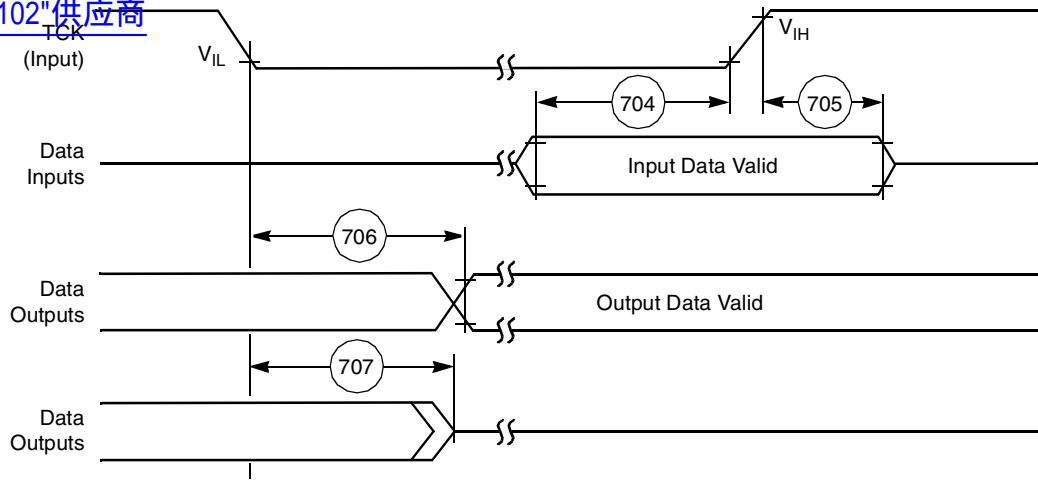 102"供应商
TCK
(Input)
VIL
VIH
704
705
Data
Inputs
Input Data Valid
706
Data
Outputs
Output Data Valid
707
Data
Outputs